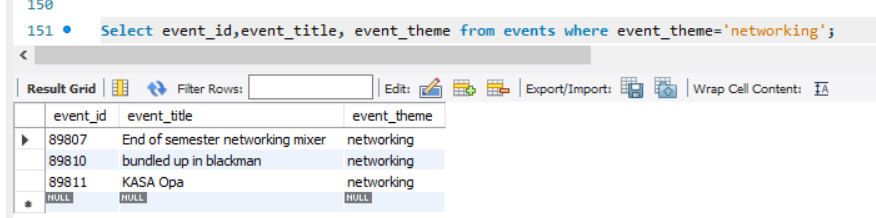 150
151 Select event_id,event_title, event_theme from events where event_theme='networking';
<
Result Grid Filter Rows: Edit: Export/Import: Wrap Cell Content: IA
event_id event_title event_theme
89807 End of semester networking mixer networking
89810 bundled up in blackman networking
89811 KASA Opa networking
NULL NULL NULL